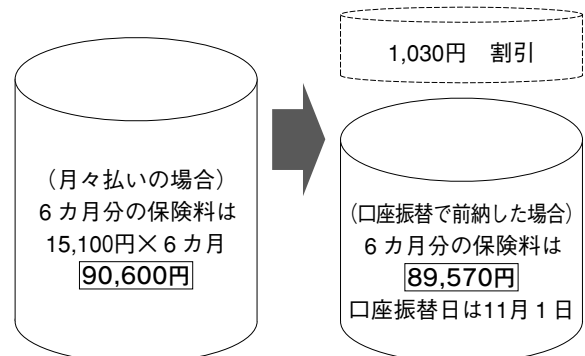 （月々払いの場合）
６カ月分の保険料は
15,100円×６カ月
90,600円
1,030円　割引
（口座振替で前納した場合）
６カ月分の保険料は
89,570円
口座振替日は11月１日